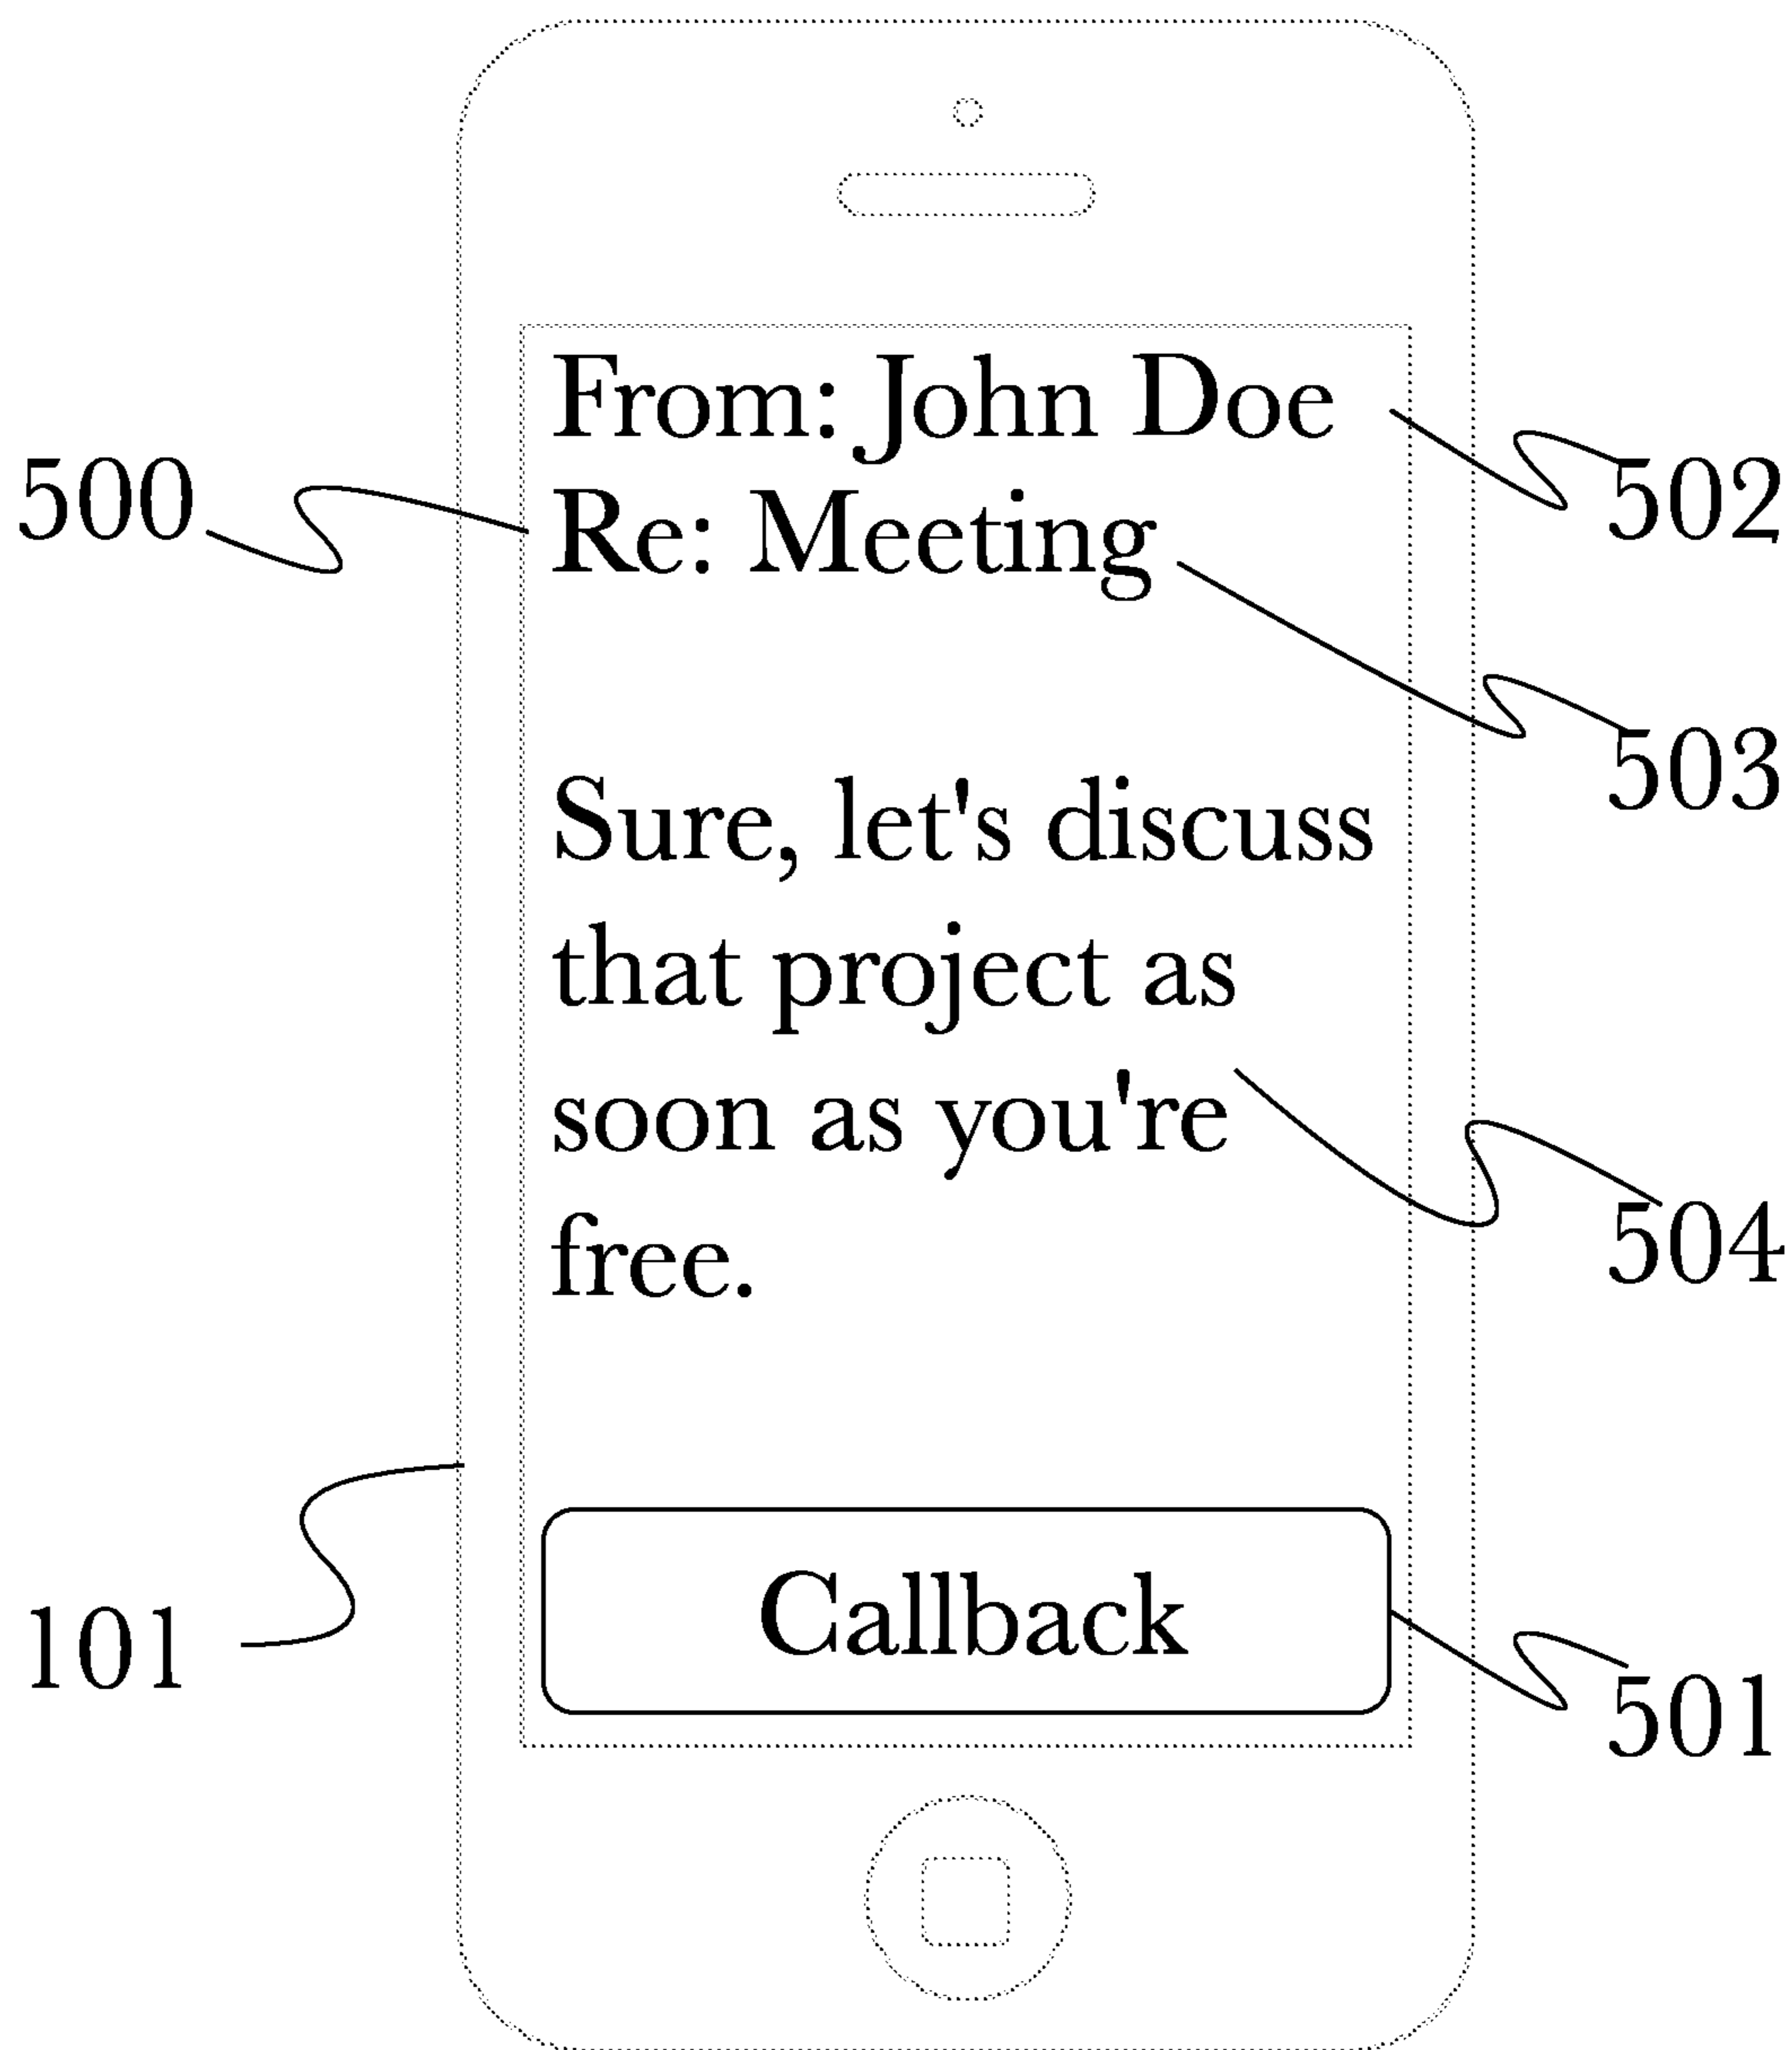 From: John Doe
502
500
Re: Meeting
503
Sure, let's discuss
that project as
soon as you're
504
free.
Callback
101
501